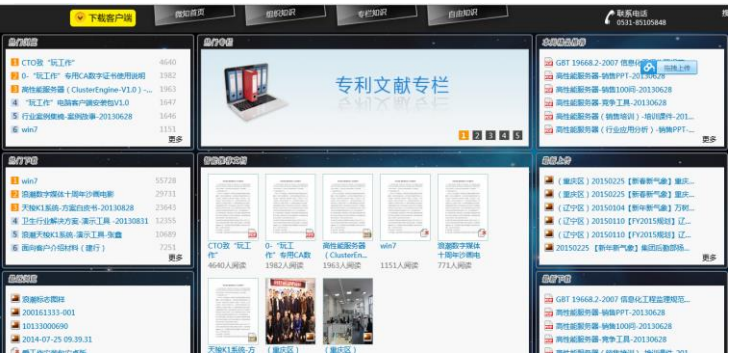 下载客户端
微知首页
组织知识
专栏知识
自由知识
联系电话
0531-85105848
热门浏览
1 CTO致“玩工作” 4640
2 0-“玩工作”专用CA数字证书使用说明 1982
3 高性能服务器(ClusterEngine-V1.0)-... 1963
4 “玩工作”电脑客户端安装包V1.0 1647
5 行业案例集锦-案例故事-20130628 1646
6 win7 1151
更多
热门专栏
专利文献专栏
1 2 3 4 5
GBT 19668.2-2007 信息化
拖拽上传
高性能服务器-销售PPT-20130628
高性能服务器-销售100问-20130628
高性能服务器-竞争工具-20130628
高性能服务器(销售培训)-培训课件-201...
高性能服务器(行业应用分析)-销售PPT-...
更多
热门下载
1 win7 55728
2 浪潮数字媒体十周年沙画电影 29731
3 天梭K1系统-方案白皮书-20130828 23643
4 卫生行业解决方案-演示工具-20130831 12355
5 浪潮天梭K1系统-演示工具-张鑫 10689
6 面向客户介绍材料(建行) 7251
更多
智能推荐文档
CTO致“玩工作”
4640人阅读
0-“玩工作”专用CA数
1982人阅读
高性能服务器(ClusterEn...
1963人阅读
win7
1151人阅读
浪潮数字媒体十周年沙画电
771人阅读
天梭K1系统-方
(重庆区)
(重庆区)
最新上传
(重庆区)20150225【新春新气象】重庆...
(重庆区)20150225【新春新气象】重庆...
(辽宁区)20150104【新年新气象】万树...
(辽宁区)20150110【FY2015规划】辽...
(辽宁区)20150110【FY2015规划】辽...
20150225【新年新气象】集团后勤部场...
更多
最近浏览
浪潮标志图样
200161333-001
10133000690
2014-07-25 09.39.31
最新下载
GBT 19668.2-2007 信息化工程监理规范...
高性能服务器-销售PPT-20130628
高性能服务器-销售100问-20130628
高性能服务器-竞争工具-20130628